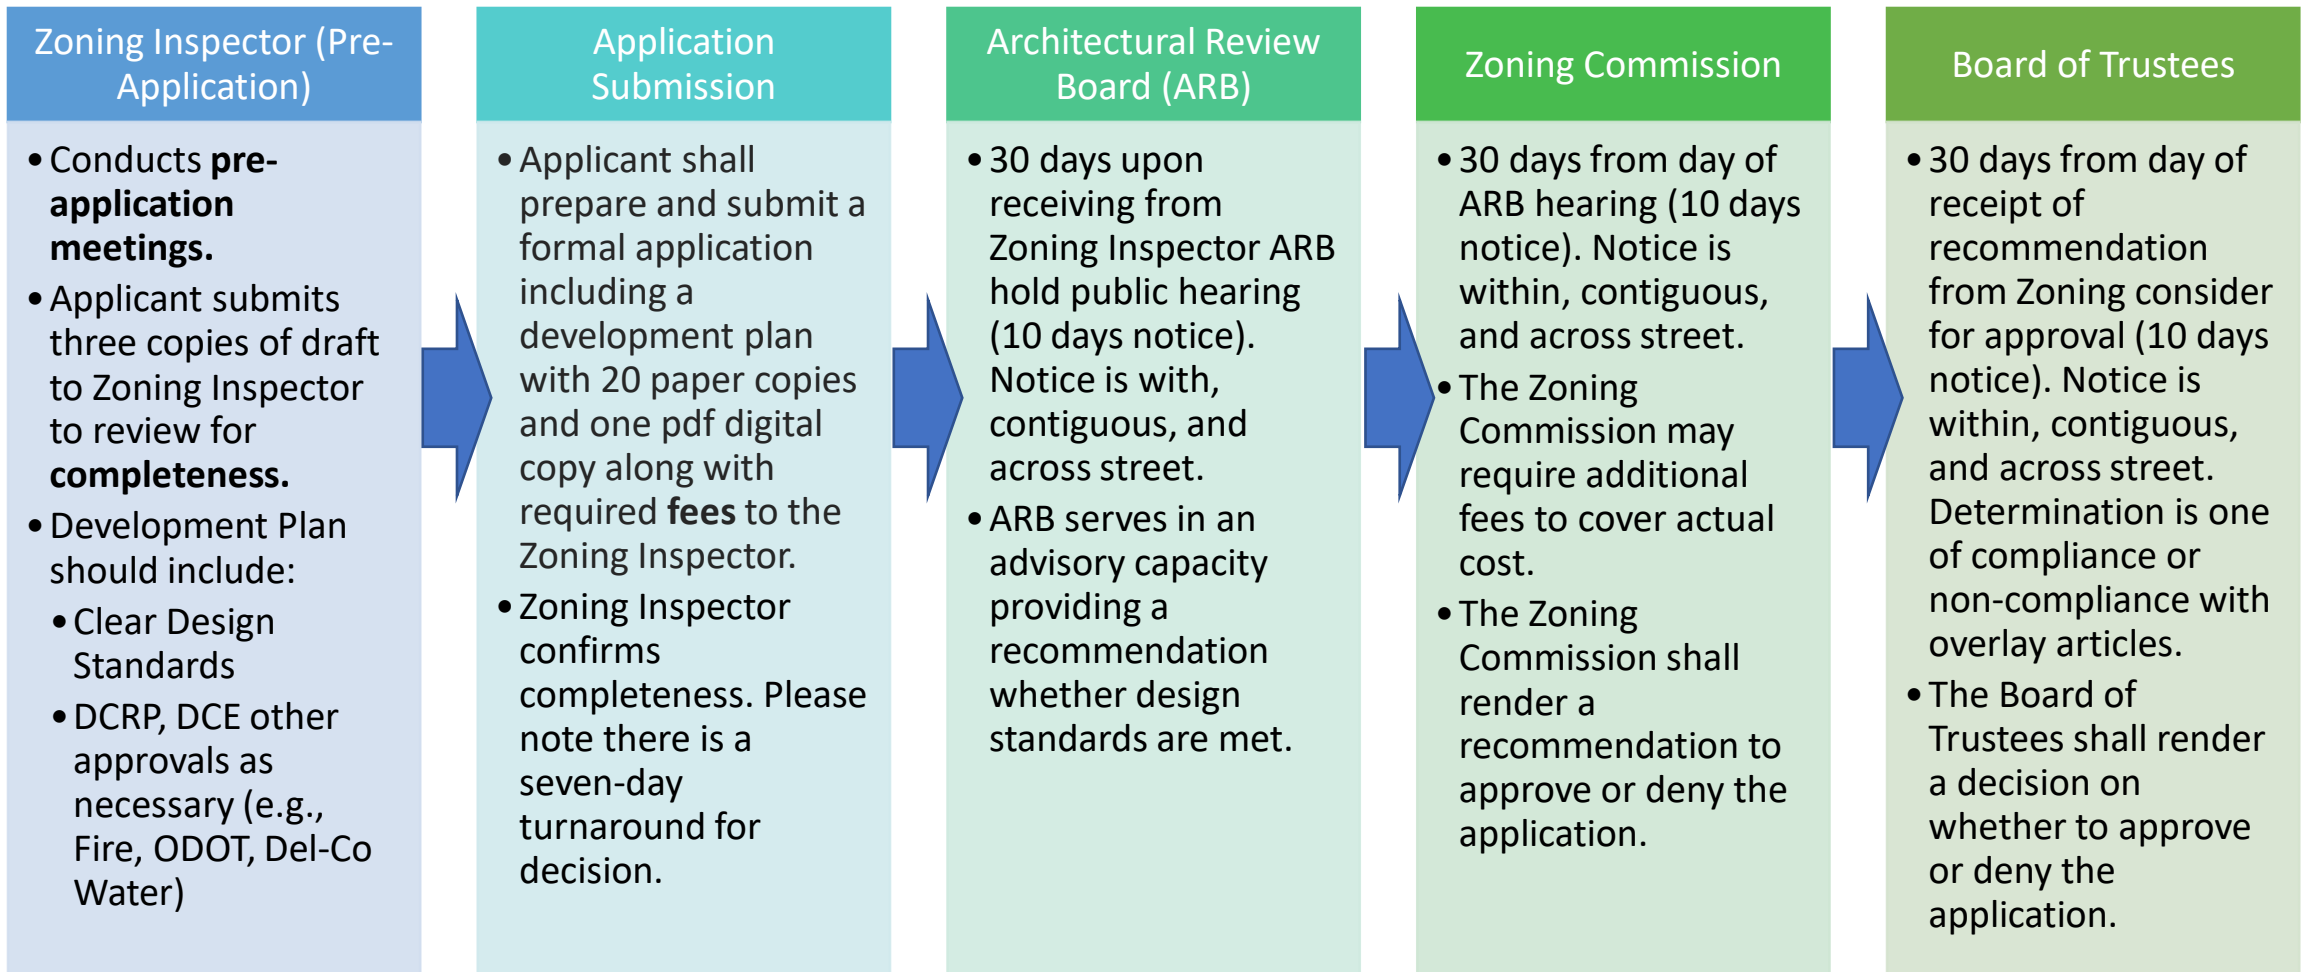 Zoning Inspector (Pre-
Application)
• Conducts pre-
application
meetings.
• Applicant submits
three copies of draft
to Zoning Inspector
to review for
completeness.
• Development Plan
should include:
• Clear Design
Standards
• DCRP, DCE other
approvals as
necessary (e.g.,
Fire, ODOT, Del-Co
Water)
Application
Submission
• Applicant shall
prepare and submit a
formal application
including a
development plan
with 20 paper copies
and one pdf digital
copy along with
required fees to the
Zoning Inspector.
• Zoning Inspector
confirms
completeness. Please
note there is a
seven-day
turnaround for
decision.
Architectural Review
Board (ARB)
• 30 days upon
receiving from
Zoning Inspector ARB
hold public hearing
(10 days notice).
Notice is with,
contiguous, and
across street.
• ARB serves in an
advisory capacity
providing a
recommendation
whether design
standards are met.
Zoning Commission
• 30 days from day of
ARB hearing (10 days
notice). Notice is
within, contiguous,
and across street.
• The Zoning
Commission may
require additional
fees to cover actual
cost.
• The Zoning
Commission shall
render a
recommendation to
approve or deny the
application.
Board of Trustees
• 30 days from day of
receipt of
recommendation
from Zoning consider
for approval (10 days
notice). Notice is
within, contiguous,
and across street.
Determination is one
of compliance or
non-compliance with
overlay articles.
• The Board of
Trustees shall render
a decision on
whether to approve
or deny the
application.